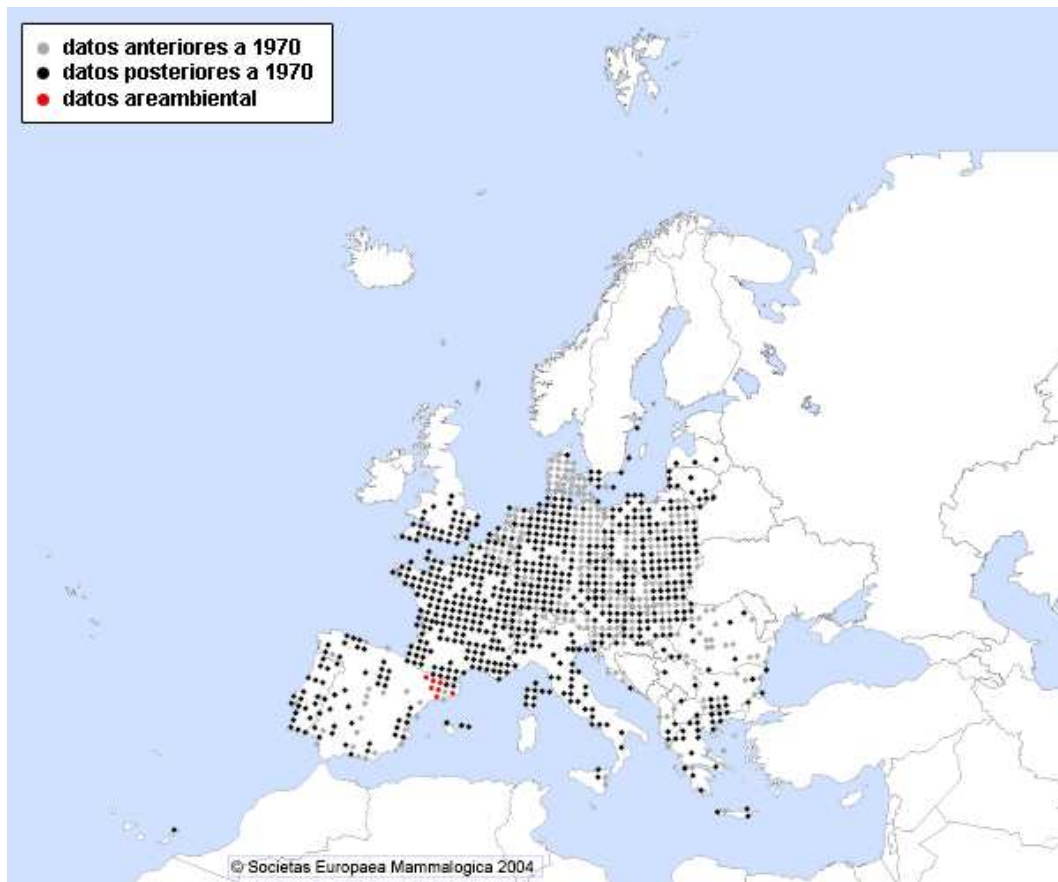 datos anteriores a 1970
datos posteriores a 1970
datos areambiental
© Societas Europaea Mammalogica 2004